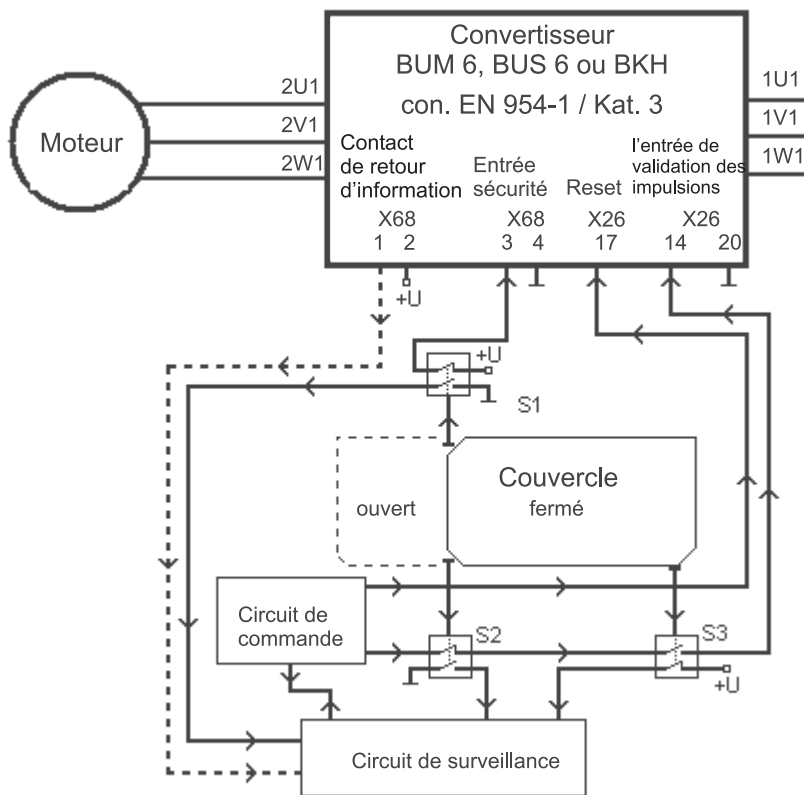 Convertisseur
BUM 6, BUS 6 ou BKH
con. EN 954-1 / Kat. 3
2U1
2V1
2W1
Moteur
1U1
1V1
1W1
Contact
de retour
d'information
Entrée
sécurité
Reset
l'entrée de
validation des
impulsions
X68
X68
X26
X26
1
2
3
4
17
14
20
+U
+U
S1
ouvert
Couvercle
fermé
Circuit de
commande
S2
S3
+U
Circuit de surveillance